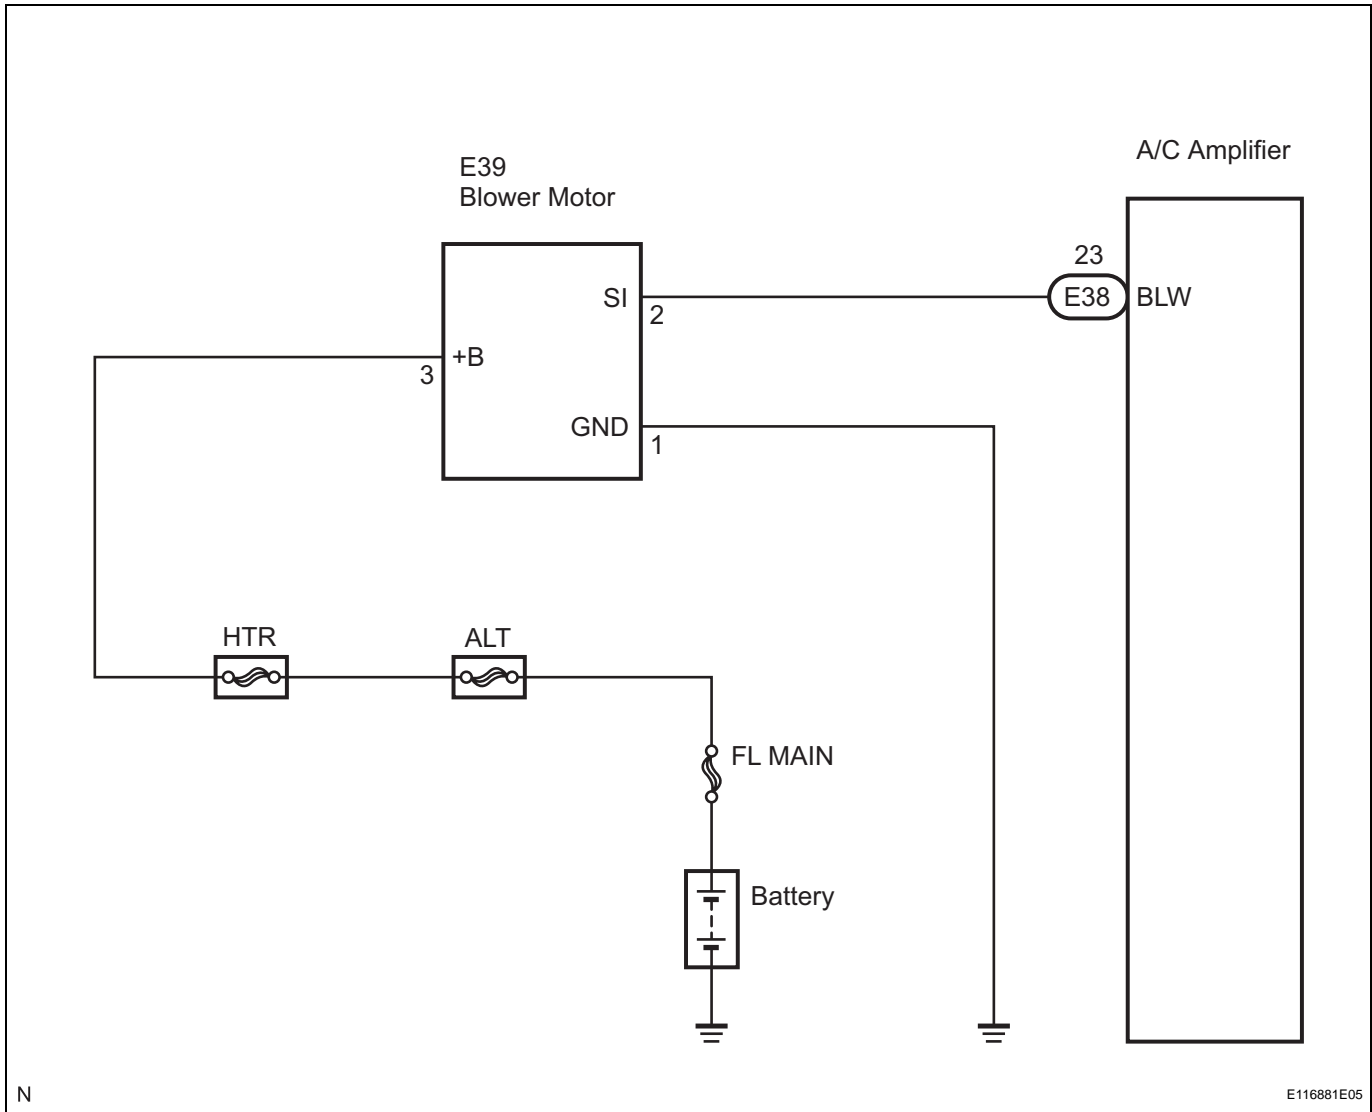 A/C Amplifier
E39
Blower Motor
23
SI
E38
BLW
2
+B
3
GND
1
HTR
ALT
FL MAIN
Battery
N
E116881E05